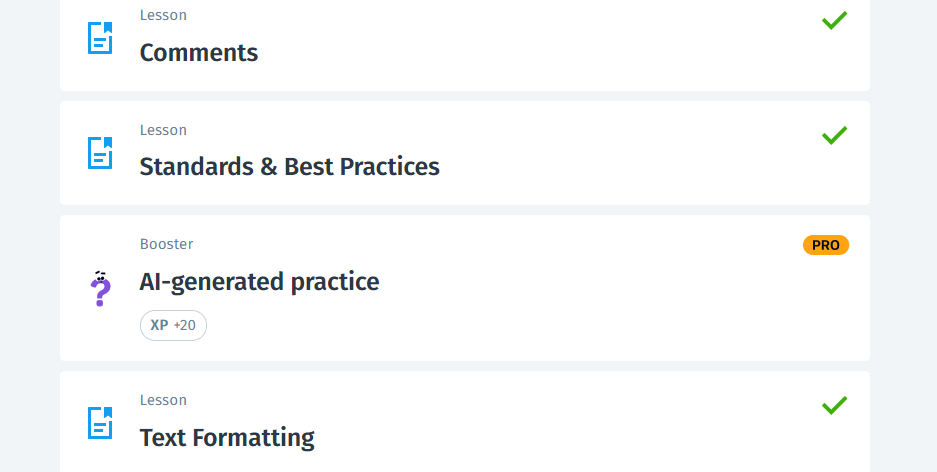 Lesson
Comments
Lesson
Standards & Best Practices
Booster
PRO
AI-generated practice
XP +20
Lesson
Text Formatting